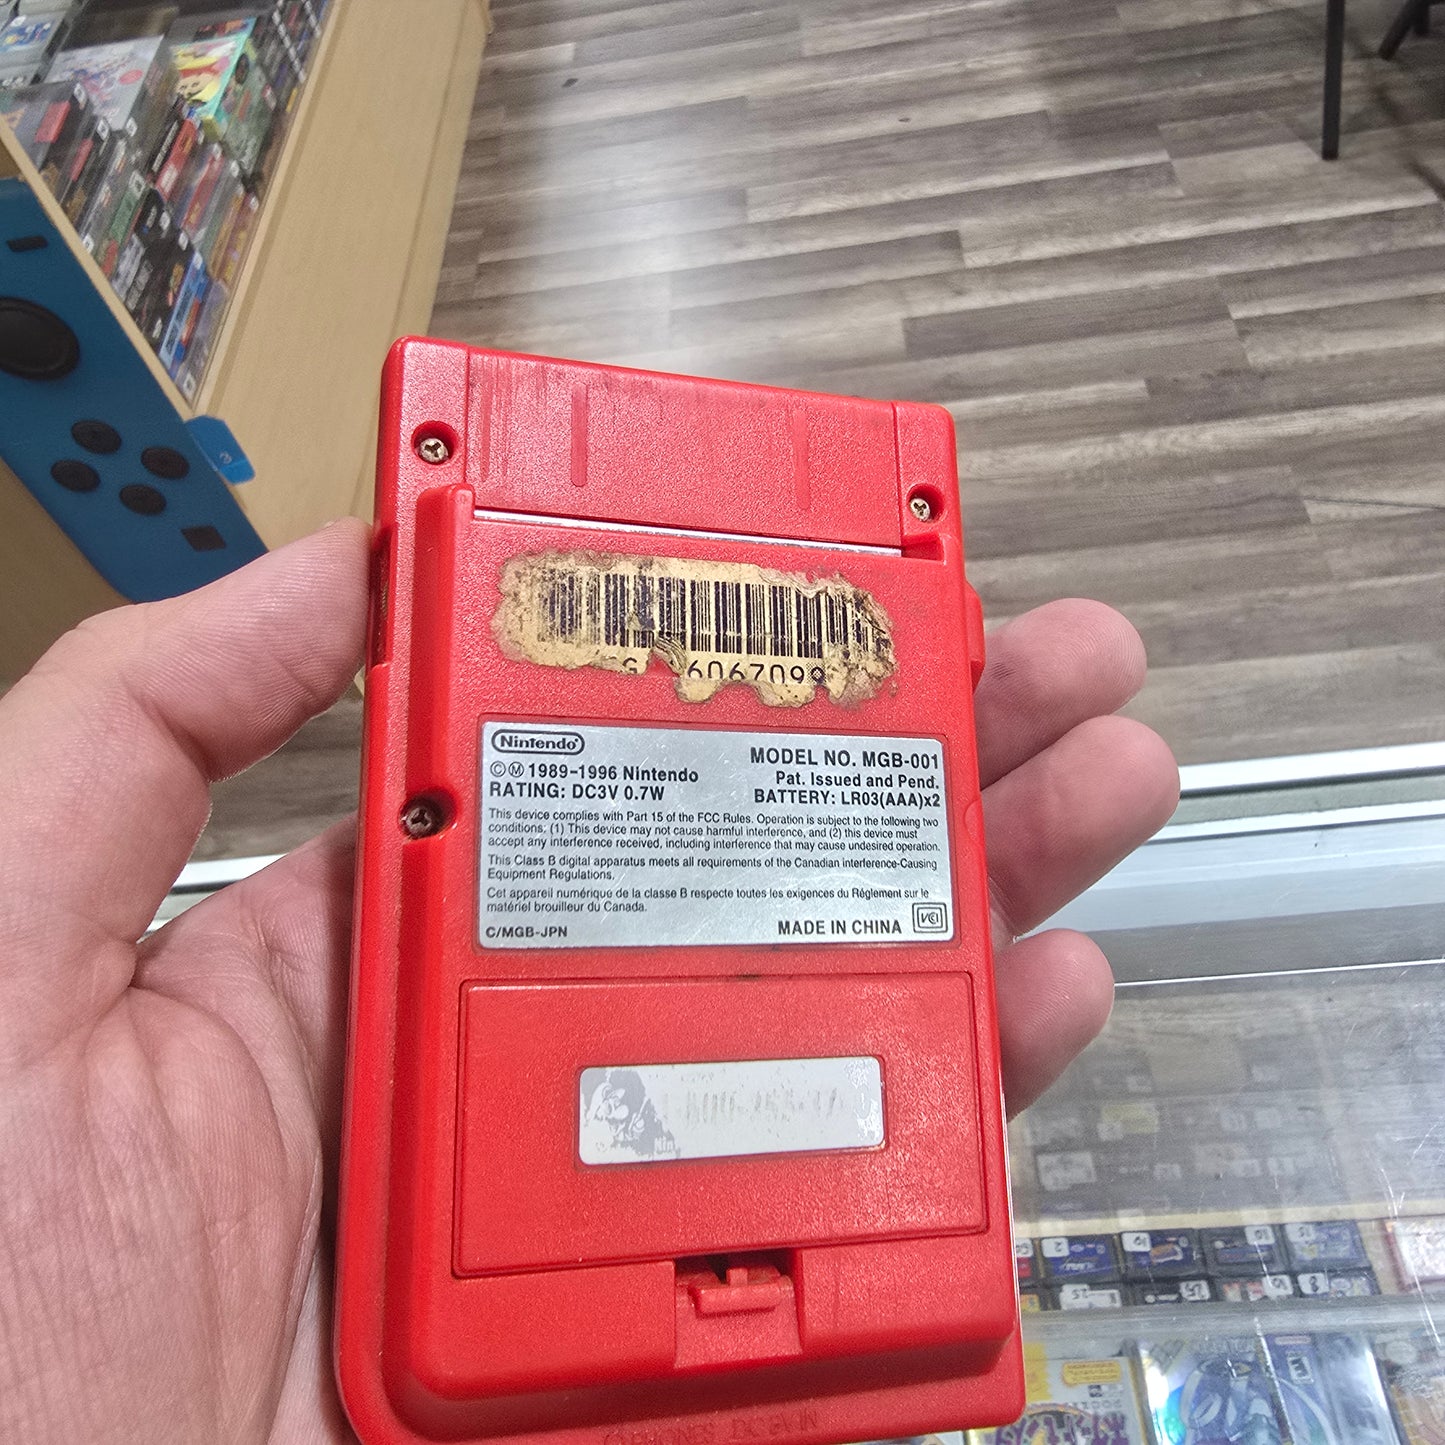 6067099
Nintendo
MODEL NO. MGB-001
©Ⓜ 1989-1996 Nintendo
Pat. Issued and Pend.
RATING: DC3V 0.7W
BATTERY: LR03(AAA)x2
This device complies with Part 15 of the FCC Rules. Operation is subject to the following two
conditions: (1) This device may not cause harmful interference, and (2) this device must
accept any interference received, including interference that may cause undesired operation.
This Class B digital apparatus meets all requirements of the Canadian Interference-Causing
Equipment Regulations.
Cet appareil numérique de la classe B respecte toutes les exigences du Règlement sur le
matériel brouilleur du Canada.
C/MGB-JPN
MADE IN CHINA
VCI
Nin